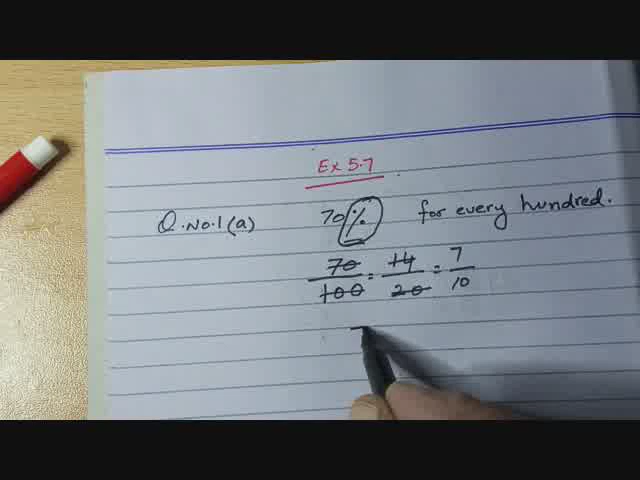 Ex 5.7
Q.No.1(a) 70% for every hundred.
70/100 = 14/20 = 7/10